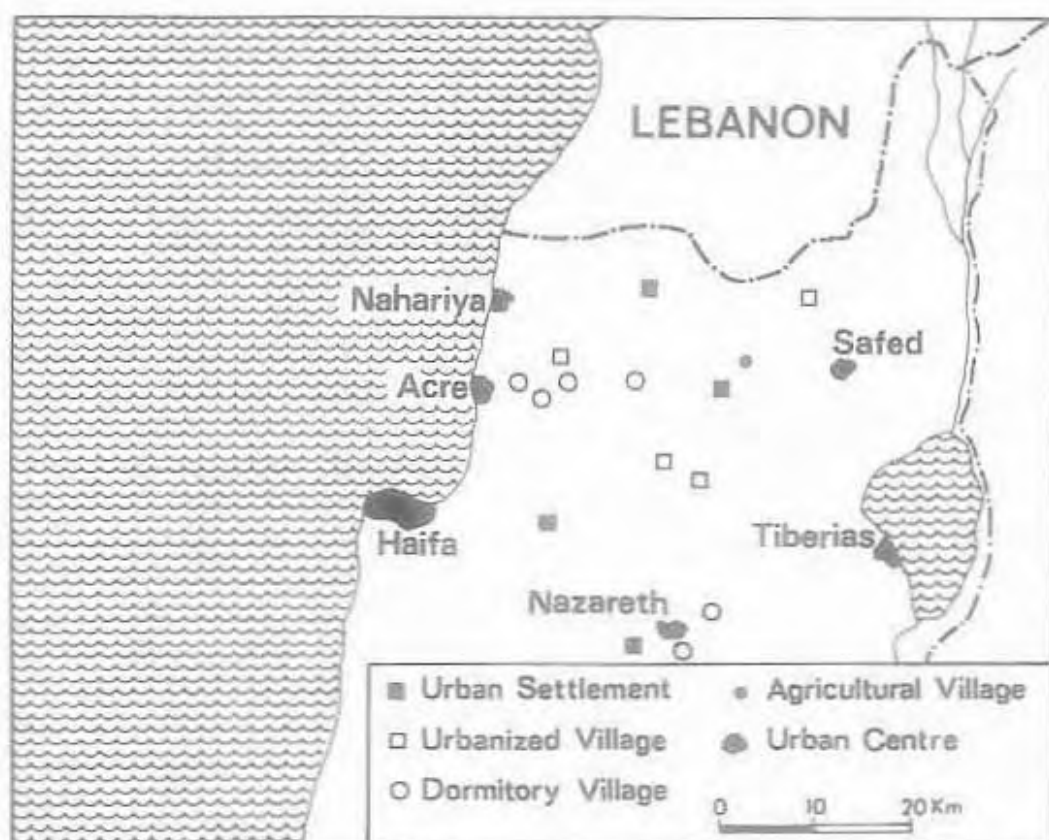 LEBANON
Nahariya
Safed
Acre
Haifa
Tiberias
Nazareth
Urban Settlement
Agricultural Village
Urbanized Village
Urban Centre
Dormitory Village
0 10 20 Km